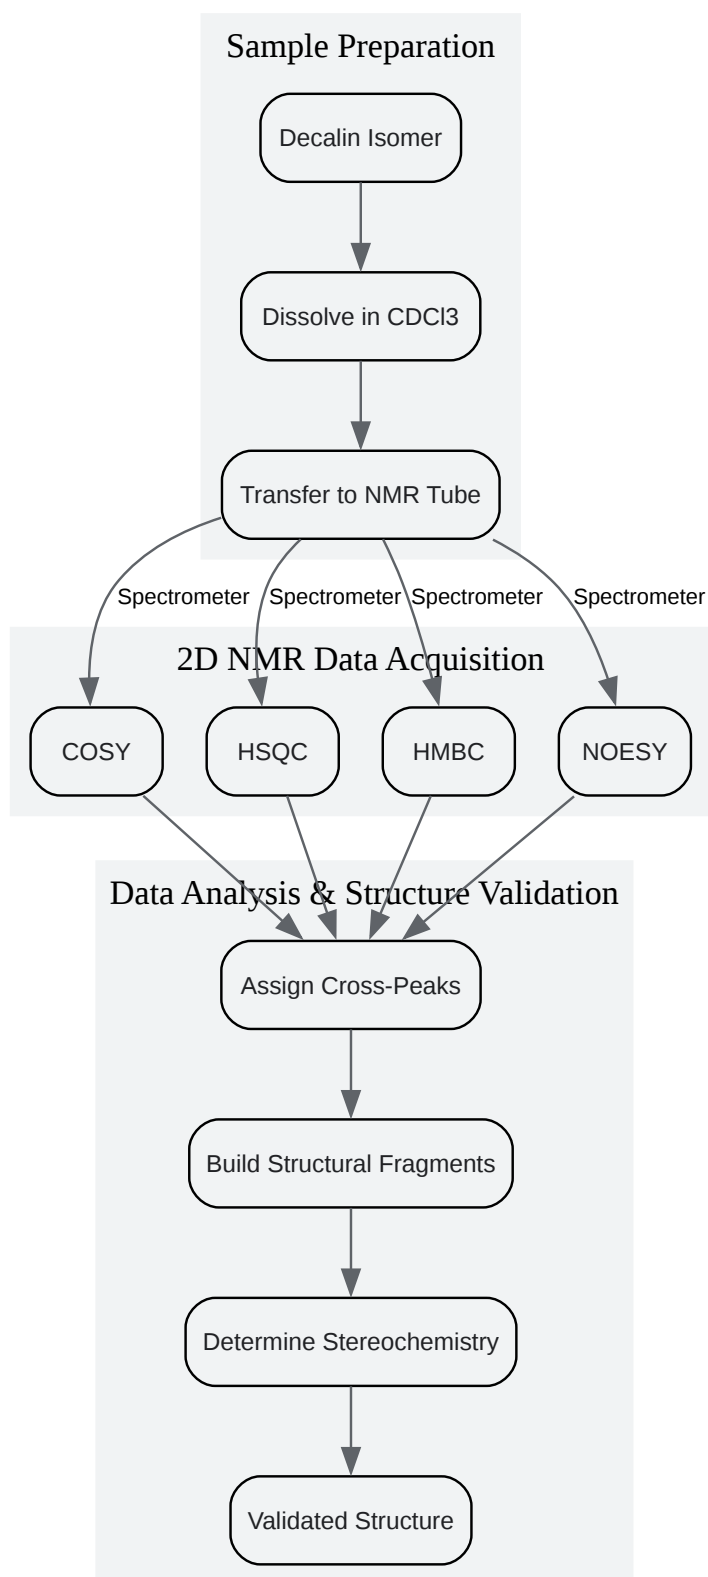 Sample Preparation
Decalin Isomer
Dissolve in CDCl3
Transfer to NMR Tube
Spectrometer Spectrometer Spectrometer Spectrometer
2D NMR Data Acquisition
COSY HSQC HMBC NOESY
Data Analysis & Structure Validation
Assign Cross-Peaks
Build Structural Fragments
Determine Stereochemistry
Validated Structure